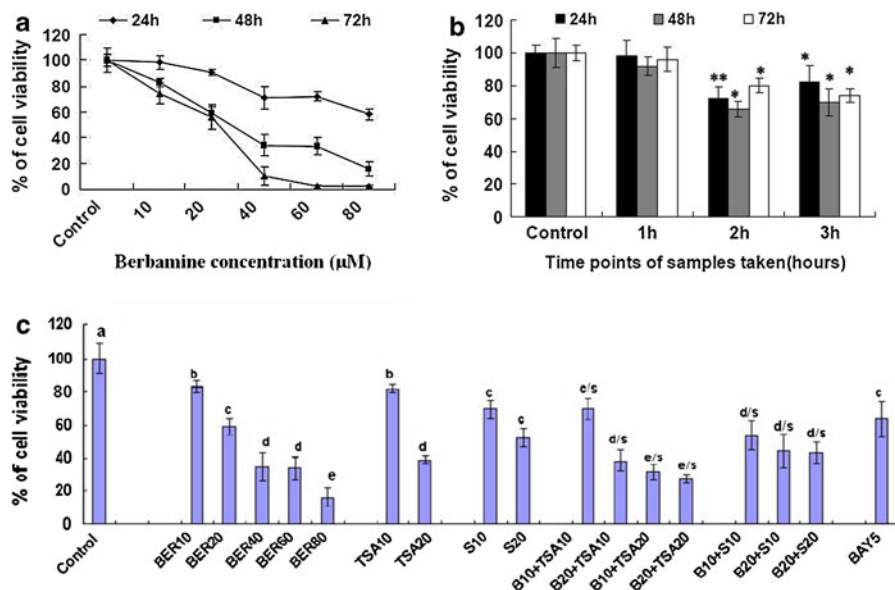 a
24h 48h 72h
% of cell viability
120
100
80
60
40
20
0
Control 10 20 40 60 80
Berbamine concentration (μM)
b
24h 48h 72h
% of cell viability
120
100
80
60
40
20
0
** * * * * *
Control 1h 2h 3h
Time points of samples taken(hours)
c
% of cell viability
120
100
80
60
40
20
0
a b c d d e b d c c c/s d/s e/s e/s d/s d/s d/s c
Control BER10 BER20 BER40 BER60 BER80 TSA10 TSA20 S10 S20 B10+TSA10 B20+TSA10 B10+TSA20 B20+TSA20 B10+S10 B20+S10 B20+S20 BAY5